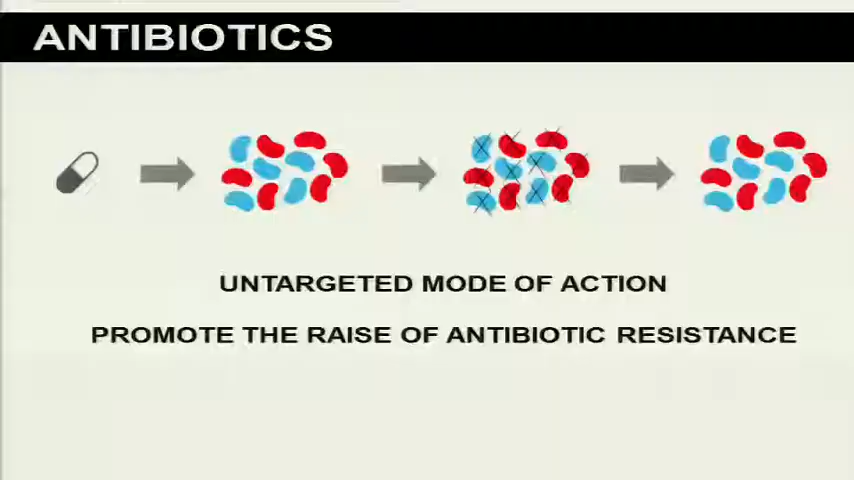 ANTIBIOTICS
UNTARGETED MODE OF ACTION
PROMOTE THE RAISE OF ANTIBIOTIC RESISTANCE